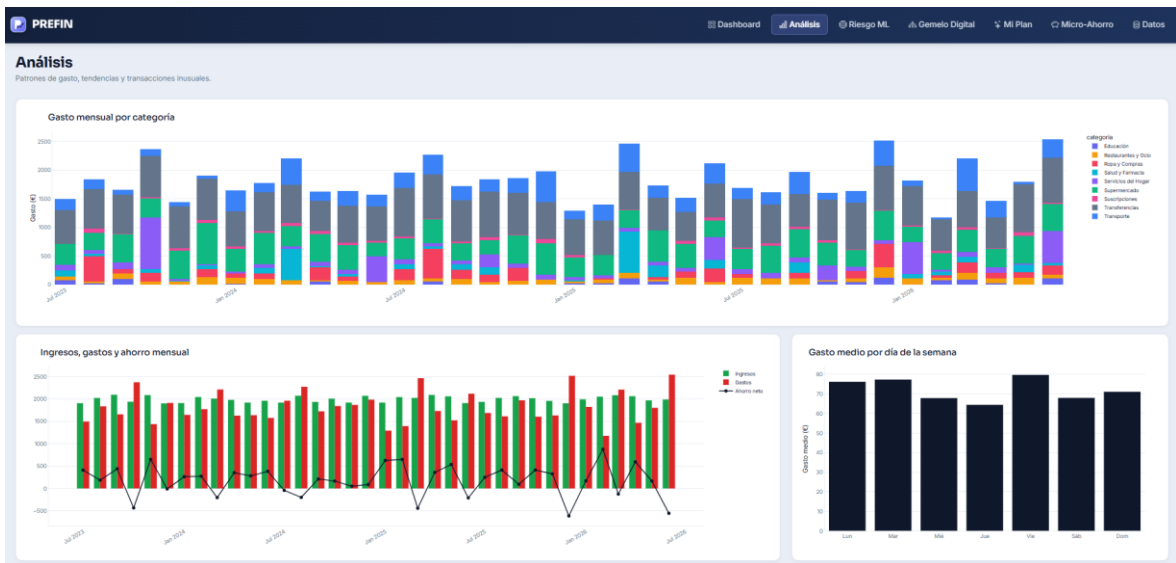 PREFIN
Dashboard Análisis Riesgo ML Gemelo Digital Mi Plan Micro-Ahorro Datos
Análisis
Patrones de gasto, tendencias y transacciones inusuales.
Gasto mensual por categoría
Gasto (€)
2500
2000
1500
1000
500
0
Jul 2023 Jan 2024 Jul 2024 Jan 2025 Jul 2025 Jan 2026
categoria
Educación
Restaurantes y Ocio
Ropa y Compras
Salud y Farmacia
Servicios del Hogar
Supermercado
Suscripciones
Transferencias
Transporte
Ingresos, gastos y ahorro mensual
2500
2000
1500
1000
500
0
−500
Jul 2023 Jan 2024 Jul 2024 Jan 2025 Jul 2025 Jan 2026 Jul 2026
Ingresos
Gastos
Ahorro neto
Gasto medio por día de la semana
Gasto medio (€)
80
70
60
50
40
30
20
10
0
Lun Mar Mié Jue Vie Sáb Dom